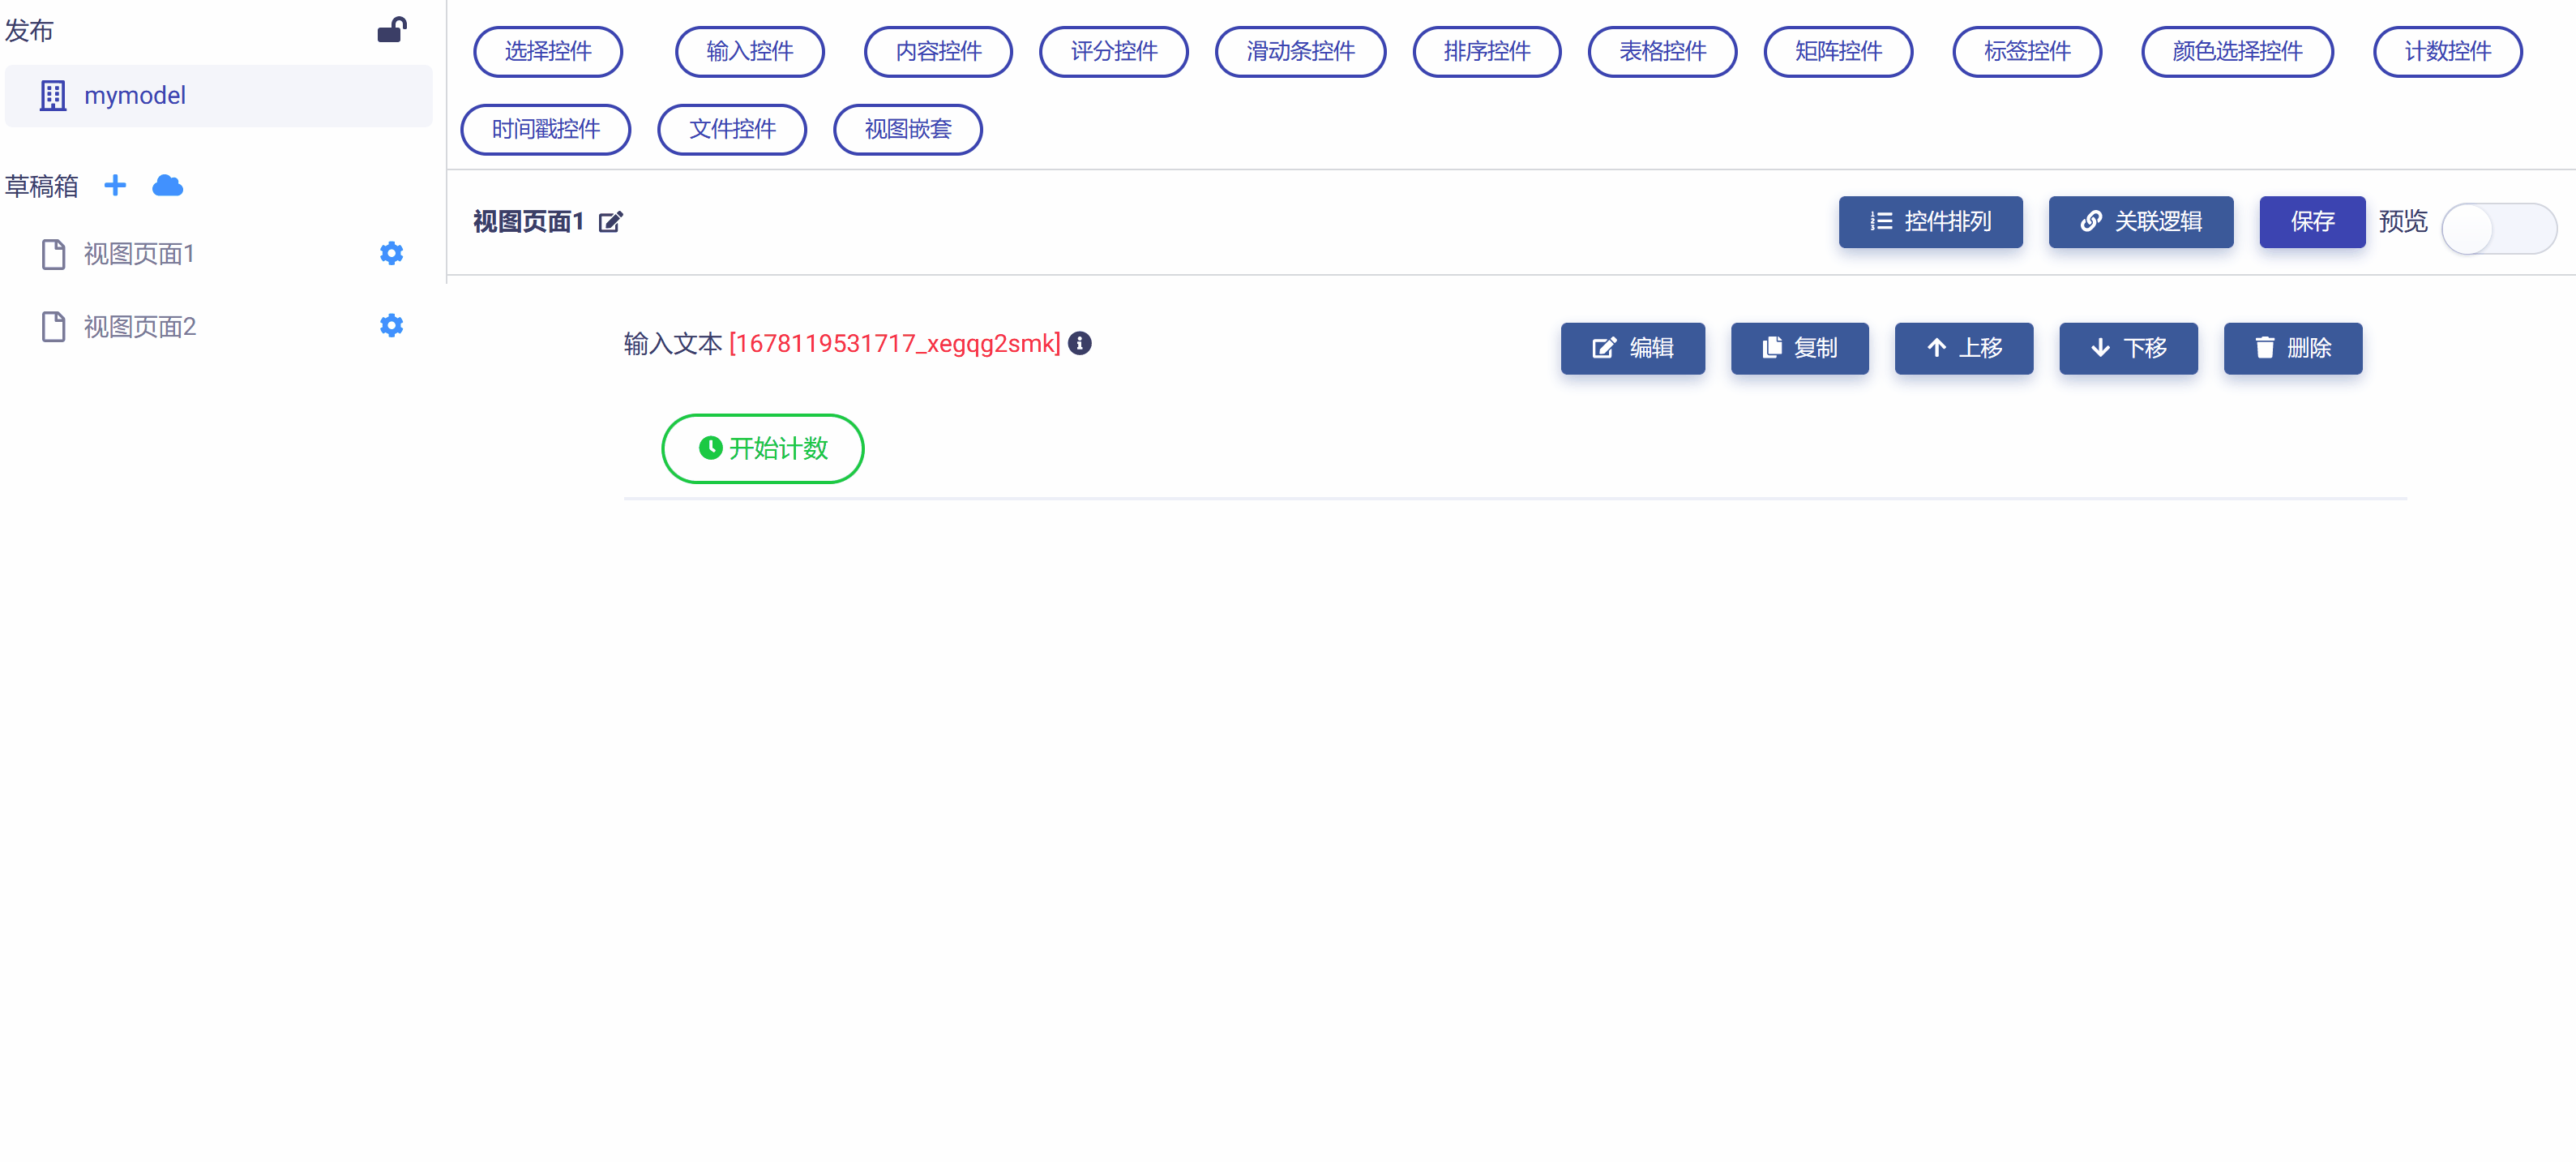 发布
mymodel
草稿箱
视图页面1
视图页面2
选择控件 输入控件 内容控件 评分控件 滑动条控件 排序控件 表格控件 矩阵控件 标签控件 颜色选择控件 计数控件
时间戳控件 文件控件 视图嵌套
视图页面1 控件排列 关联逻辑 保存 预览
输入文本 [1678119531717_xegqg2smk] 编辑 复制 上移 下移 删除
开始计数